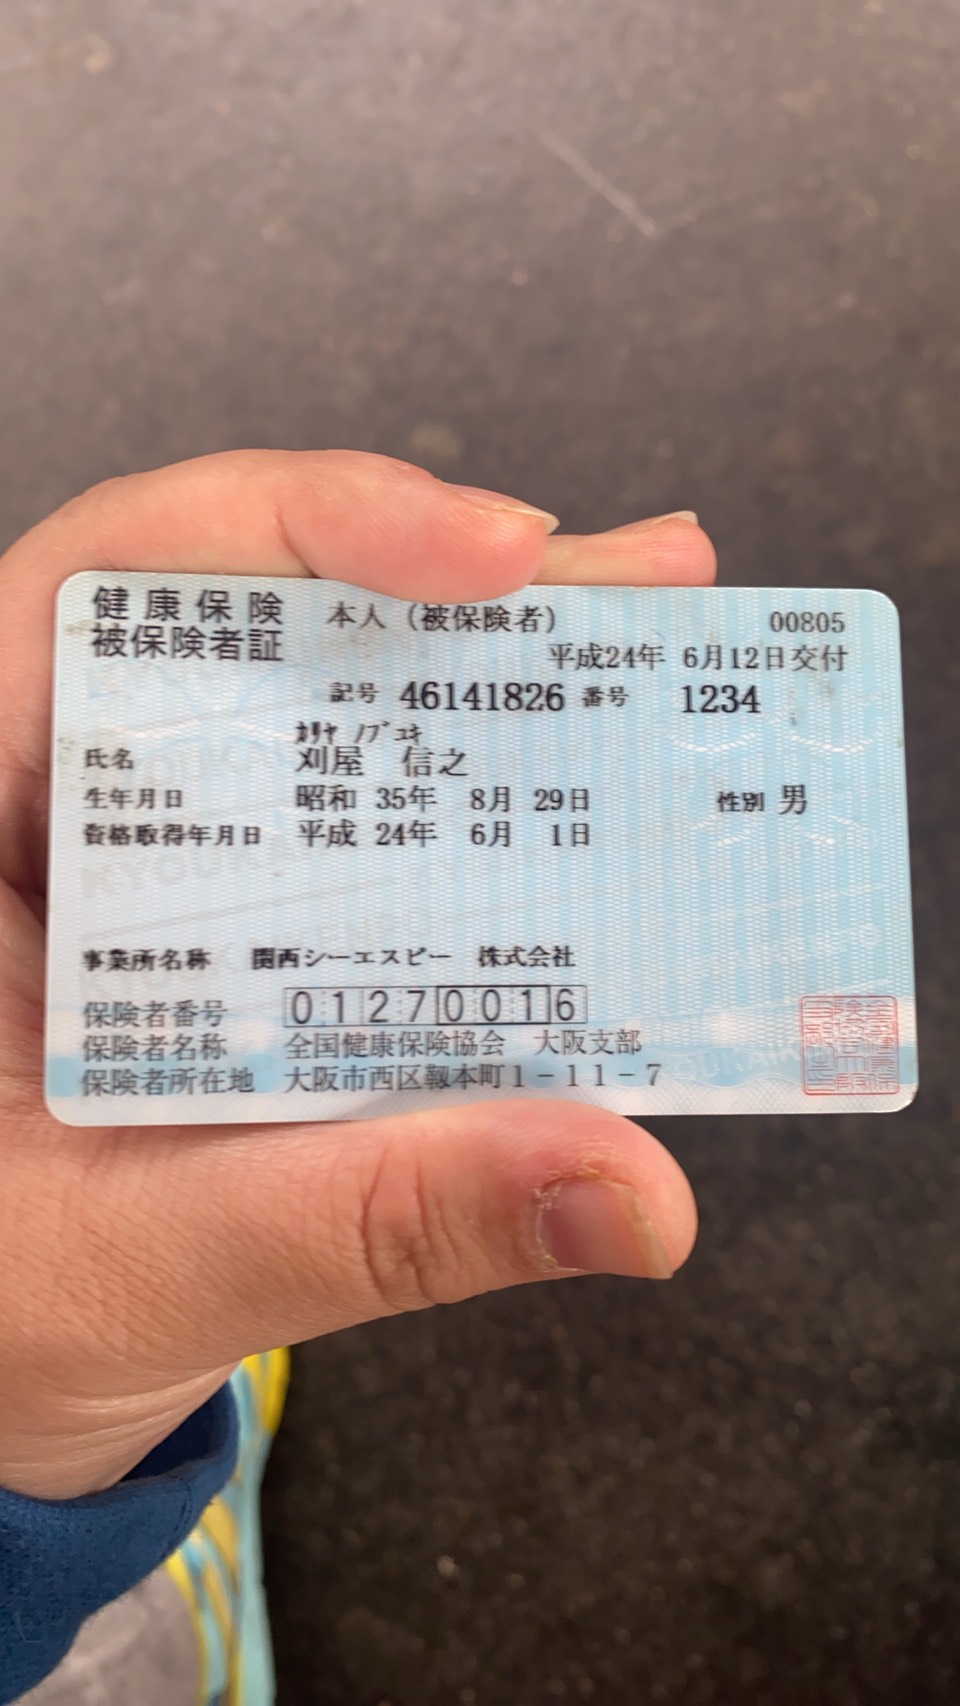 健康保険
被保険者証
本人（被保険者）
00805
平成24年 6月12日交付
記号 46141826 番号 1234
ｶﾘﾔ ﾉﾌﾞﾕｷ
氏名 刈屋 信之
生年月日 昭和 35年 8月 29日 性別 男
資格取得年月日 平成 24年 6月 1日
事業所名称 関西シーエスピー 株式会社
保険者番号 01270016
保険者名称 全国健康保険協会 大阪支部
保険者所在地 大阪市西区靱本町1－11－7